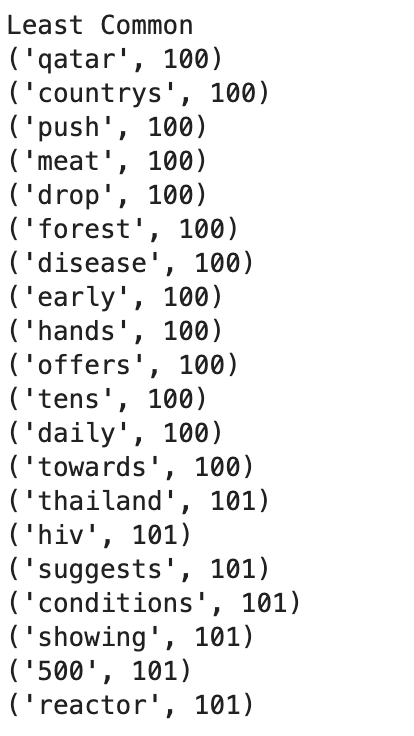 Least Common
('qatar', 100)
('countrys', 100)
('push', 100)
('meat', 100)
('drop', 100)
('forest', 100)
('disease', 100)
('early', 100)
('hands', 100)
('offers', 100)
('tens', 100)
('daily', 100)
('towards', 100)
('thailand', 101)
('hiv', 101)
('suggests', 101)
('conditions', 101)
('showing', 101)
('500', 101)
('reactor', 101)